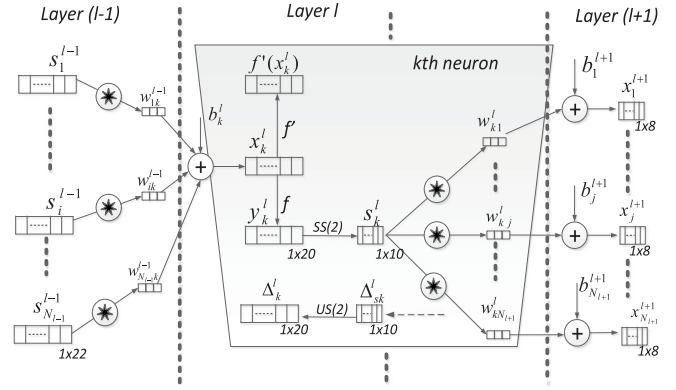 Layer (l-1)
Layer l
Layer (l+1)
s_1^{l-1}
w_{1k}^{l-1}
f'(x_k^l)
kth neuron
b_1^{l+1}
x_1^{l+1}
1x8
b_k^l
f'
x_k^l
w_{k1}^l
+
+
s_i^{l-1}
w_{ik}^{l-1}
f
y_k^l
SS(2)
s_k^l
1x20
1x10
w_{kj}^l
b_j^{l+1}
+
x_j^{l+1}
1x8
s_{N_{l-1}}^{l-1}
w_{N_{l-1}k}^{l-1}
1x22
Δ_k^l
US(2)
Δ_{sk}^l
1x20
1x10
w_{kN_{l+1}}^l
b_{N_{l+1}}^{l+1}
+
x_{N_{l+1}}^{l+1}
1x8